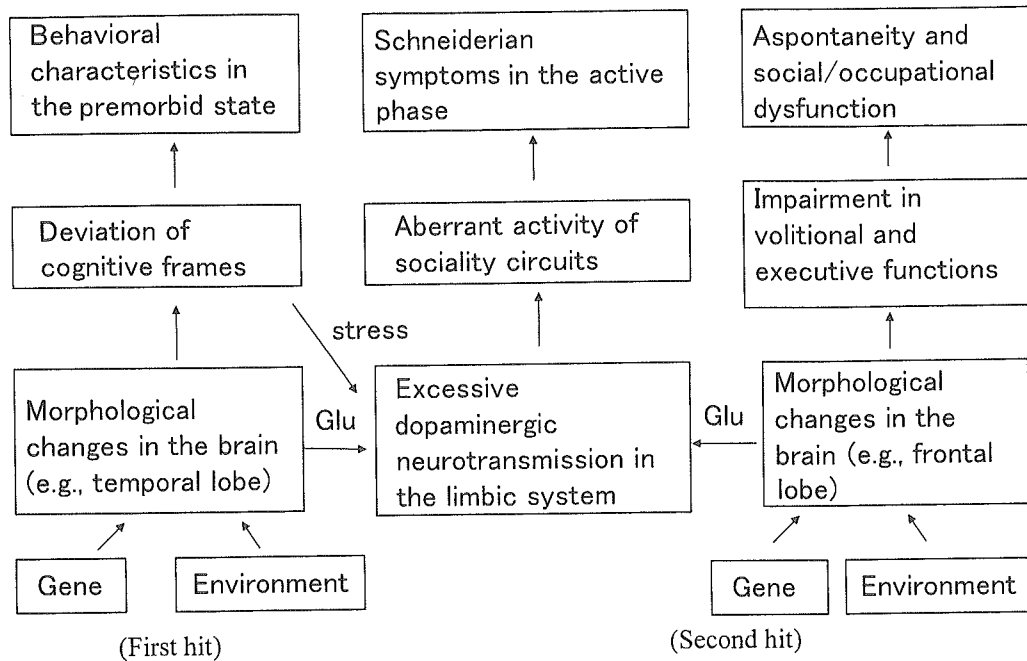 Behavioral
characteristics in
the premorbid state
Schneiderian
symptoms in the active
phase
Aspontaneity and
social/occupational
dysfunction
Deviation of
cognitive frames
Aberrant activity of
sociality circuits
Impairment in
volitional and
executive functions
stress
Morphological
changes in the brain
(e.g., temporal lobe)
Glu
Excessive
dopaminergic
neurotransmission in
the limbic system
Glu
Morphological
changes in the
brain (e.g., frontal
lobe)
Gene
Environment
Gene
Environment
(First hit)
(Second hit)